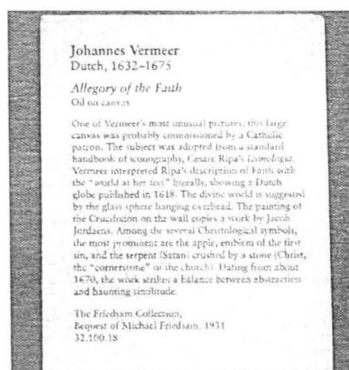 Johannes Vermeer
Dutch, 1632–1675
Allegory of the Faith
Oil on canvas
One of Vermeer's most unusual pictures, this large
canvas was probably commissioned by a Catholic
patron. The subject was adopted from a standard
handbook of iconography, Cesare Ripa's Iconologia.
Vermeer interpreted Ripa's description of Faith with
the "world at her feet" literally, showing a Dutch
globe published in 1618. The divine world is suggested
by the glass sphere hanging overhead. The painting of
the Crucifixion on the wall copies a work by Jacob
Jordaens. Among the several Christological symbols,
the most prominent are the apple, emblem of the first
sin, and the serpent (Satan) crushed by a stone (Christ,
the "cornerstone" of the church). Dating from about
1670, the work strikes a balance between abstraction
and haunting
The Friedsam Collection,
Bequest of Michael Friedsam, 1931
32.100.18